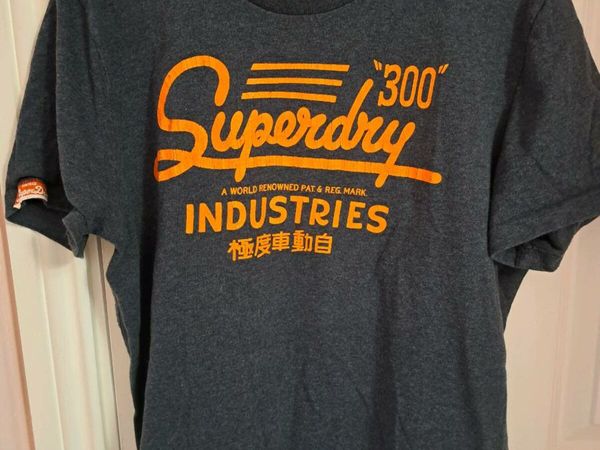 "300"
Superdry
A WORLD RENOWNED PAT. & REG. MARK.
INDUSTRIES
極度車動自